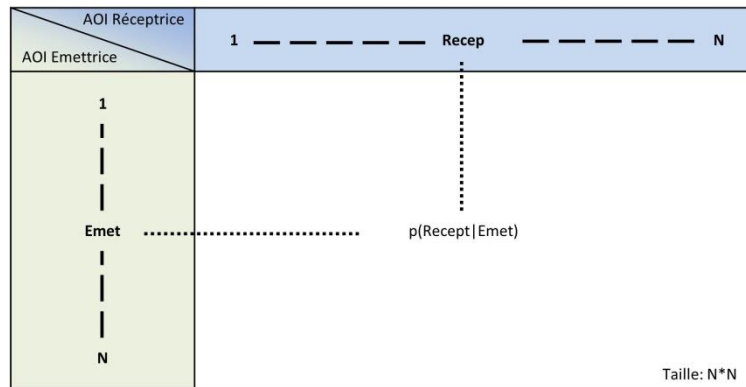 AOI Réceptrice
AOI Emettrice
1 Recep N
1
Emet p(Recept|Emet)
N
Taille: N*N